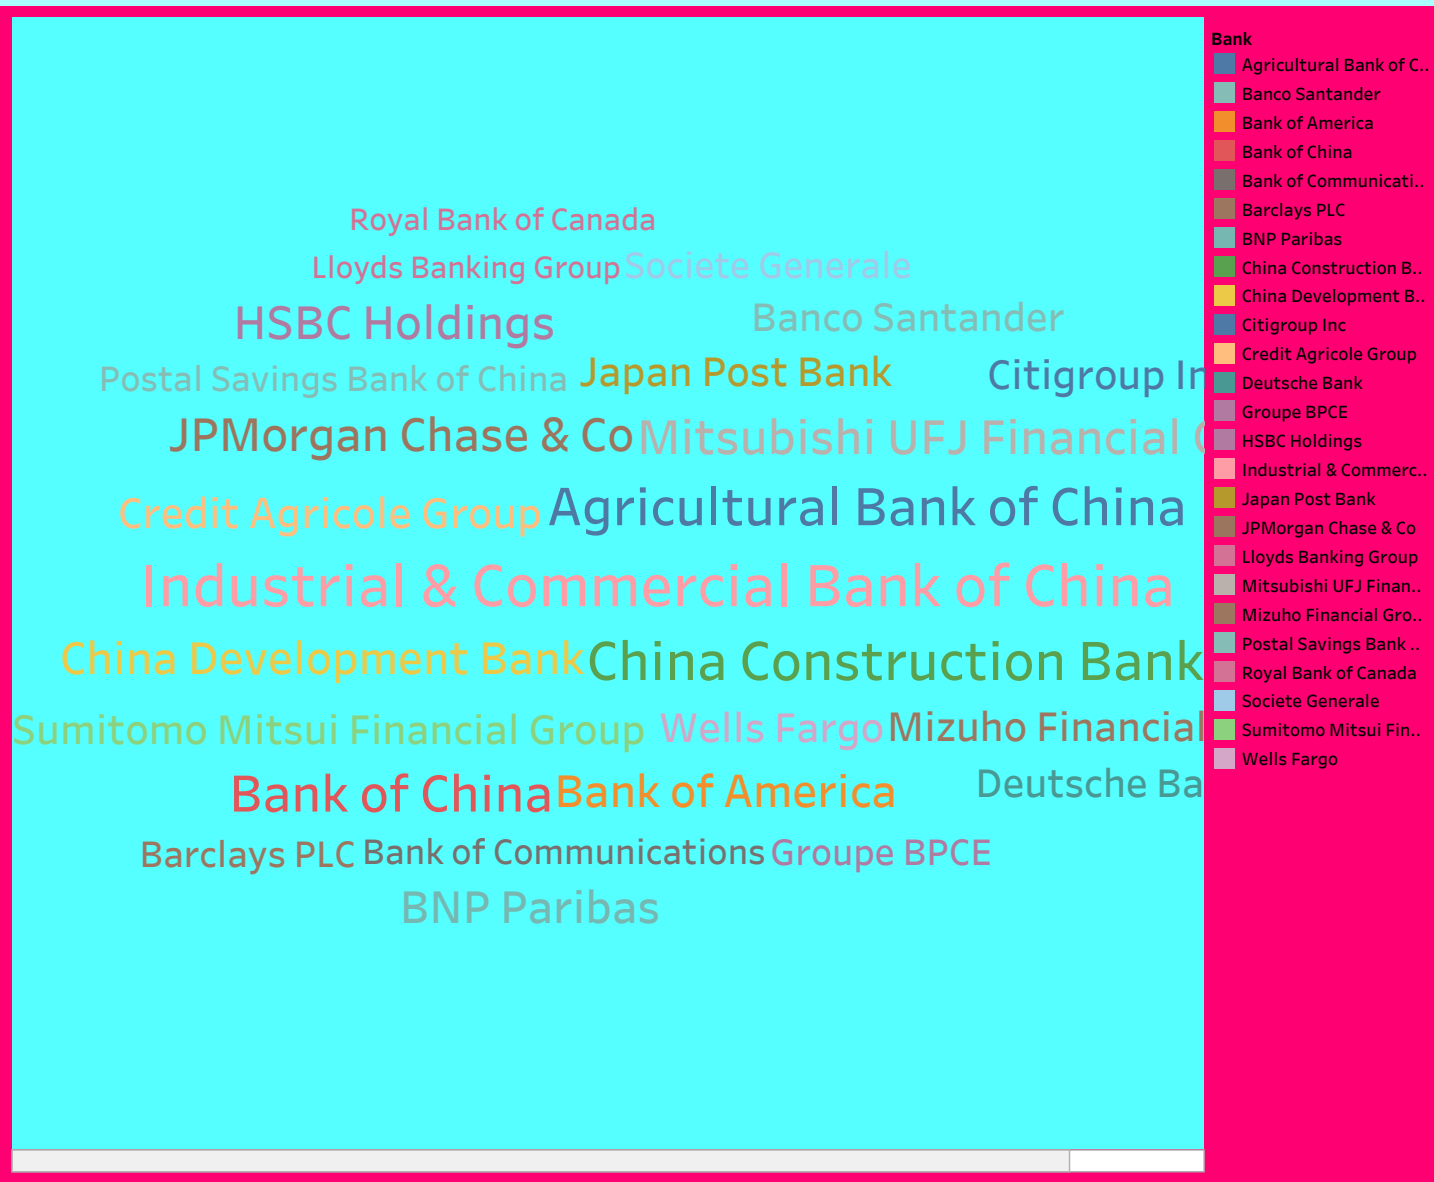 Royal Bank of Canada
Lloyds Banking Group Societe Generale
HSBC Holdings Banco Santander
Postal Savings Bank of China Japan Post Bank Citigroup In
JPMorgan Chase & Co Mitsubishi UFJ Financial
Credit Agricole Group Agricultural Bank of China
Industrial & Commercial Bank of China
China Development Bank China Construction Bank
Sumitomo Mitsui Financial Group Wells Fargo Mizuho Financial
Bank of China Bank of America Deutsche Ba
Barclays PLC Bank of Communications Groupe BPCE
BNP Paribas
Bank
Agricultural Bank of C..
Banco Santander
Bank of America
Bank of China
Bank of Communicati..
Barclays PLC
BNP Paribas
China Construction B..
China Development B..
Citigroup Inc
Credit Agricole Group
Deutsche Bank
Groupe BPCE
HSBC Holdings
Industrial & Commerc..
Japan Post Bank
JPMorgan Chase & Co
Lloyds Banking Group
Mitsubishi UFJ Finan..
Mizuho Financial Gro..
Postal Savings Bank ..
Royal Bank of Canada
Societe Generale
Sumitomo Mitsui Fin..
Wells Fargo